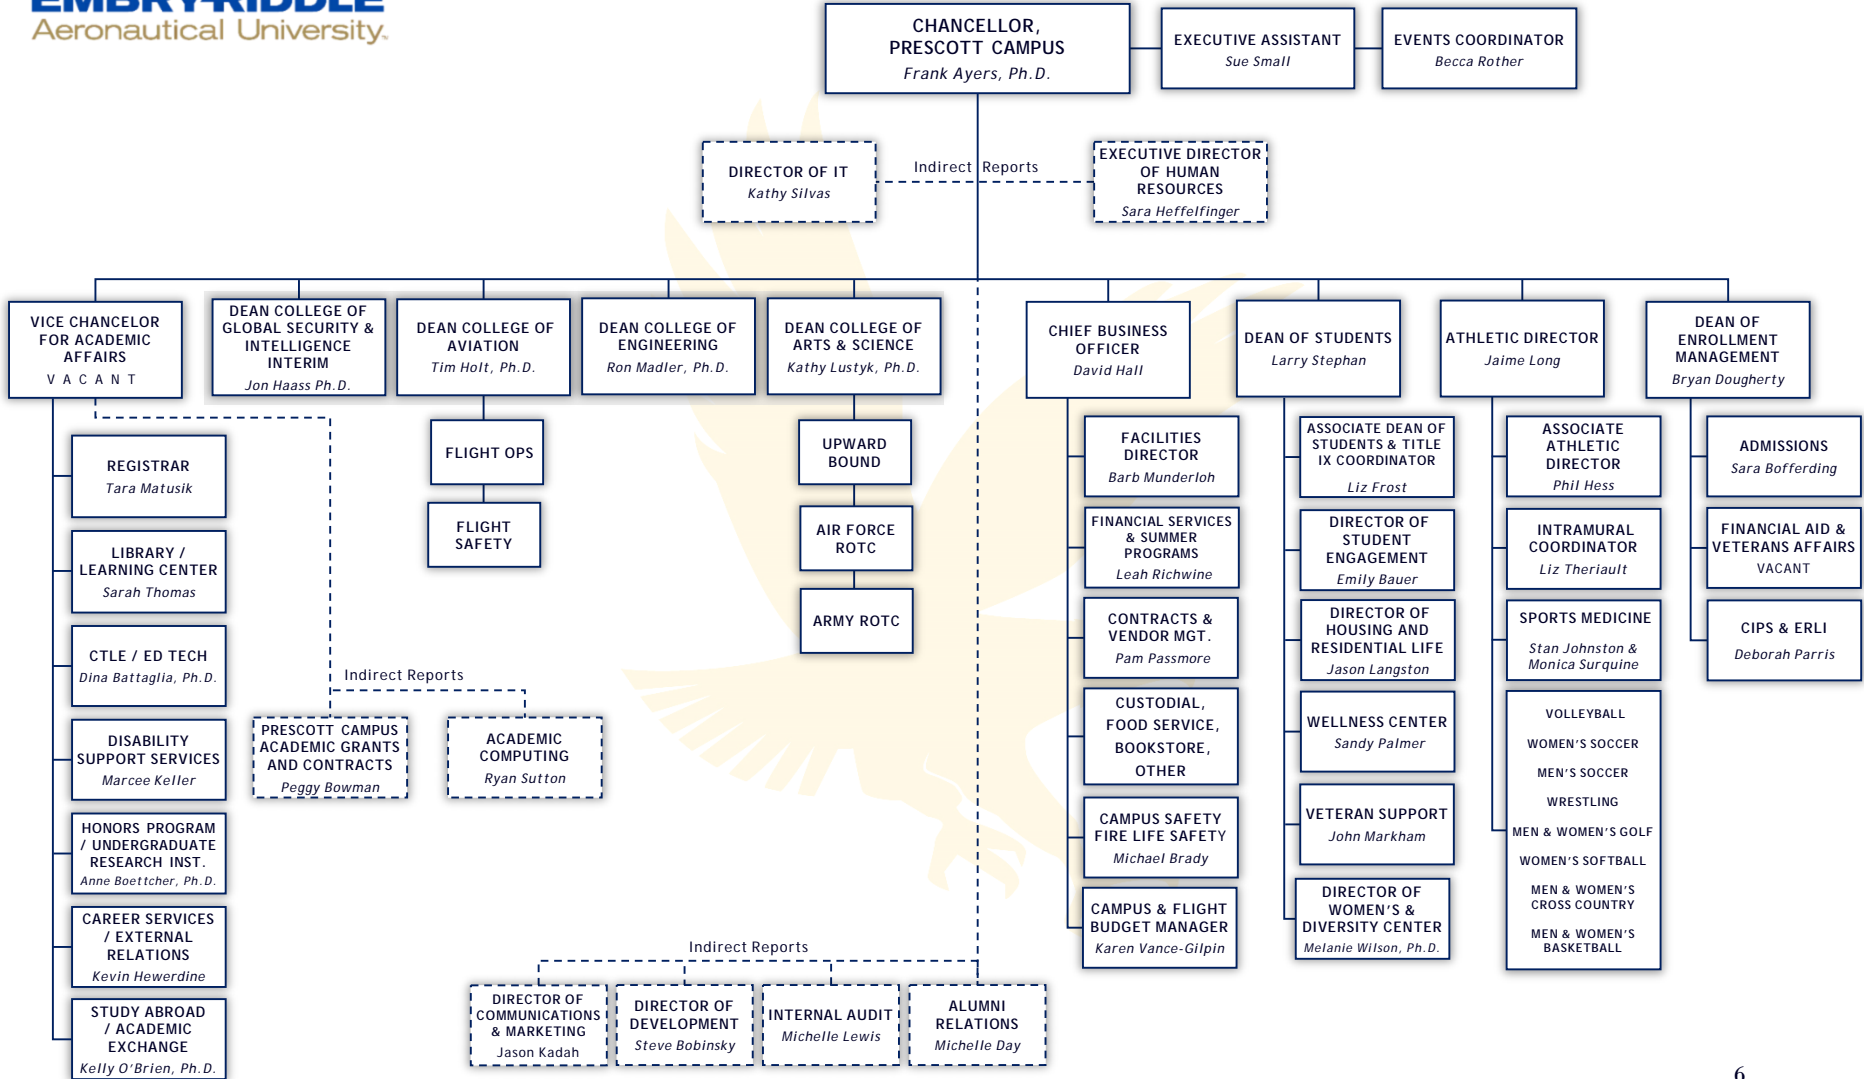 EMBRY-RIDDLE
Aeronautical University
CHANCELLOR,
PRESCOTT CAMPUS
Frank Ayers, Ph.D.
EXECUTIVE ASSISTANT
Sue Small
EVENTS COORDINATOR
Becca Rother
DIRECTOR OF IT
Kathy Silvas
Indirect Reports
EXECUTIVE DIRECTOR
OF HUMAN
RESOURCES
Sara Heffelfinger
VICE CHANCELOR
FOR ACADEMIC
AFFAIRS
VACANT
DEAN COLLEGE OF
GLOBAL SECURITY &
INTELLIGENCE
INTERIM
Jon Haass Ph.D.
DEAN COLLEGE OF
AVIATION
Tim Holt, Ph.D.
DEAN COLLEGE OF
ENGINEERING
Ron Madler, Ph.D.
DEAN COLLEGE OF
ARTS & SCIENCE
Kathy Lustyk, Ph.D.
CHIEF BUSINESS
OFFICER
David Hall
DEAN OF STUDENTS
Larry Stephan
ATHLETIC DIRECTOR
Jaime Long
DEAN OF
ENROLLMENT
MANAGEMENT
Bryan Dougherty
REGISTRAR
Tara Matusik
LIBRARY /
LEARNING CENTER
Sarah Thomas
CTLE / ED TECH
Dina Battaglia, Ph.D.
DISABILITY
SUPPORT SERVICES
Marcee Keller
HONORS PROGRAM
/ UNDERGRADUATE
RESEARCH INST.
Anne Boettcher, Ph.D.
CAREER SERVICES
/ EXTERNAL
RELATIONS
Kevin Hewerdine
STUDY ABROAD
/ ACADEMIC
EXCHANGE
Kelly O'Brien, Ph.D.
Indirect Reports
PRESCOTT CAMPUS
ACADEMIC GRANTS
AND CONTRACTS
Peggy Bowman
ACADEMIC
COMPUTING
Ryan Sutton
FLIGHT OPS
FLIGHT
SAFETY
UPWARD
BOUND
AIR FORCE
ROTC
ARMY ROTC
Indirect Reports
DIRECTOR OF
COMMUNICATIONS
& MARKETING
Jason Kadah
DIRECTOR OF
DEVELOPMENT
Steve Bobinsky
INTERNAL AUDIT
Michelle Lewis
ALUMNI
RELATIONS
Michelle Day
FACILITIES
DIRECTOR
Barb Munderloh
FINANCIAL SERVICES
& SUMMER
PROGRAMS
Leah Richwine
CONTRACTS &
VENDOR MGT.
Pam Passmore
CUSTODIAL,
FOOD SERVICE,
BOOKSTORE,
OTHER
CAMPUS SAFETY
FIRE LIFE SAFETY
Michael Brady
CAMPUS & FLIGHT
BUDGET MANAGER
Karen Vance-Gilpin
ASSOCIATE DEAN OF
STUDENTS & TITLE
IX COORDINATOR
Liz Frost
DIRECTOR OF
STUDENT
ENGAGEMENT
Emily Bauer
DIRECTOR OF
HOUSING AND
RESIDENTIAL LIFE
Jason Langston
WELLNESS CENTER
Sandy Palmer
VETERAN SUPPORT
John Markham
DIRECTOR OF
WOMEN'S &
DIVERSITY CENTER
Melanie Wilson, Ph.D.
ASSOCIATE
ATHLETIC
DIRECTOR
Phil Hess
INTRAMURAL
COORDINATOR
Liz Theriault
SPORTS MEDICINE
Stan Johnston &
Monica Surquine
VOLLEYBALL
WOMEN'S SOCCER
MEN'S SOCCER
WRESTLING
MEN & WOMEN'S GOLF
WOMEN'S SOFTBALL
MEN & WOMEN'S
CROSS COUNTRY
MEN & WOMEN'S
BASKETBALL
ADMISSIONS
Sara Bofferding
FINANCIAL AID &
VETERANS AFFAIRS
VACANT
CIPS & ERLI
Deborah Parris
6